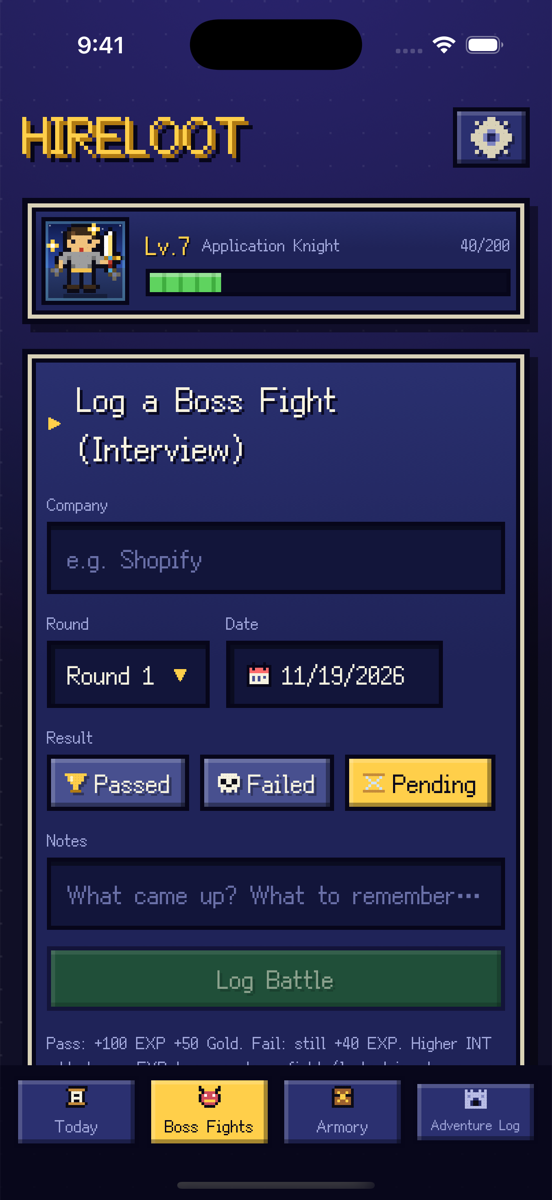 9:41
HIRELOOT
Lv.7 Application Knight 40/200
Log a Boss Fight
(Interview)
Company
e.g. Shopify
Round Date
Round 1 11/19/2026
Result
Passed Failed Pending
Notes
What came up? What to remember…
Log Battle
Pass: +100 EXP +50 Gold. Fail: still +40 EXP. Higher INT
Today Boss Fights Armory Adventure Log